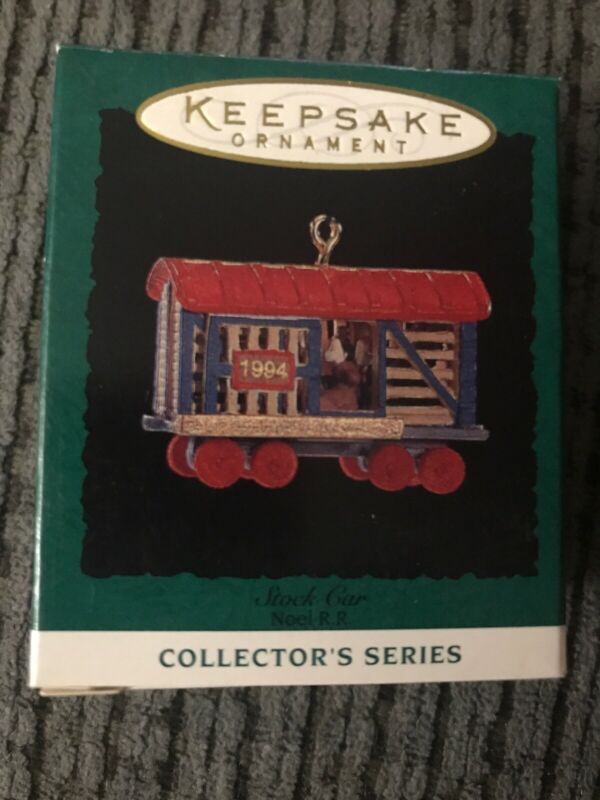 KEEPSAKE
ORNAMENT
1994
Stock Car
Noel R.R.
COLLECTOR'S SERIES